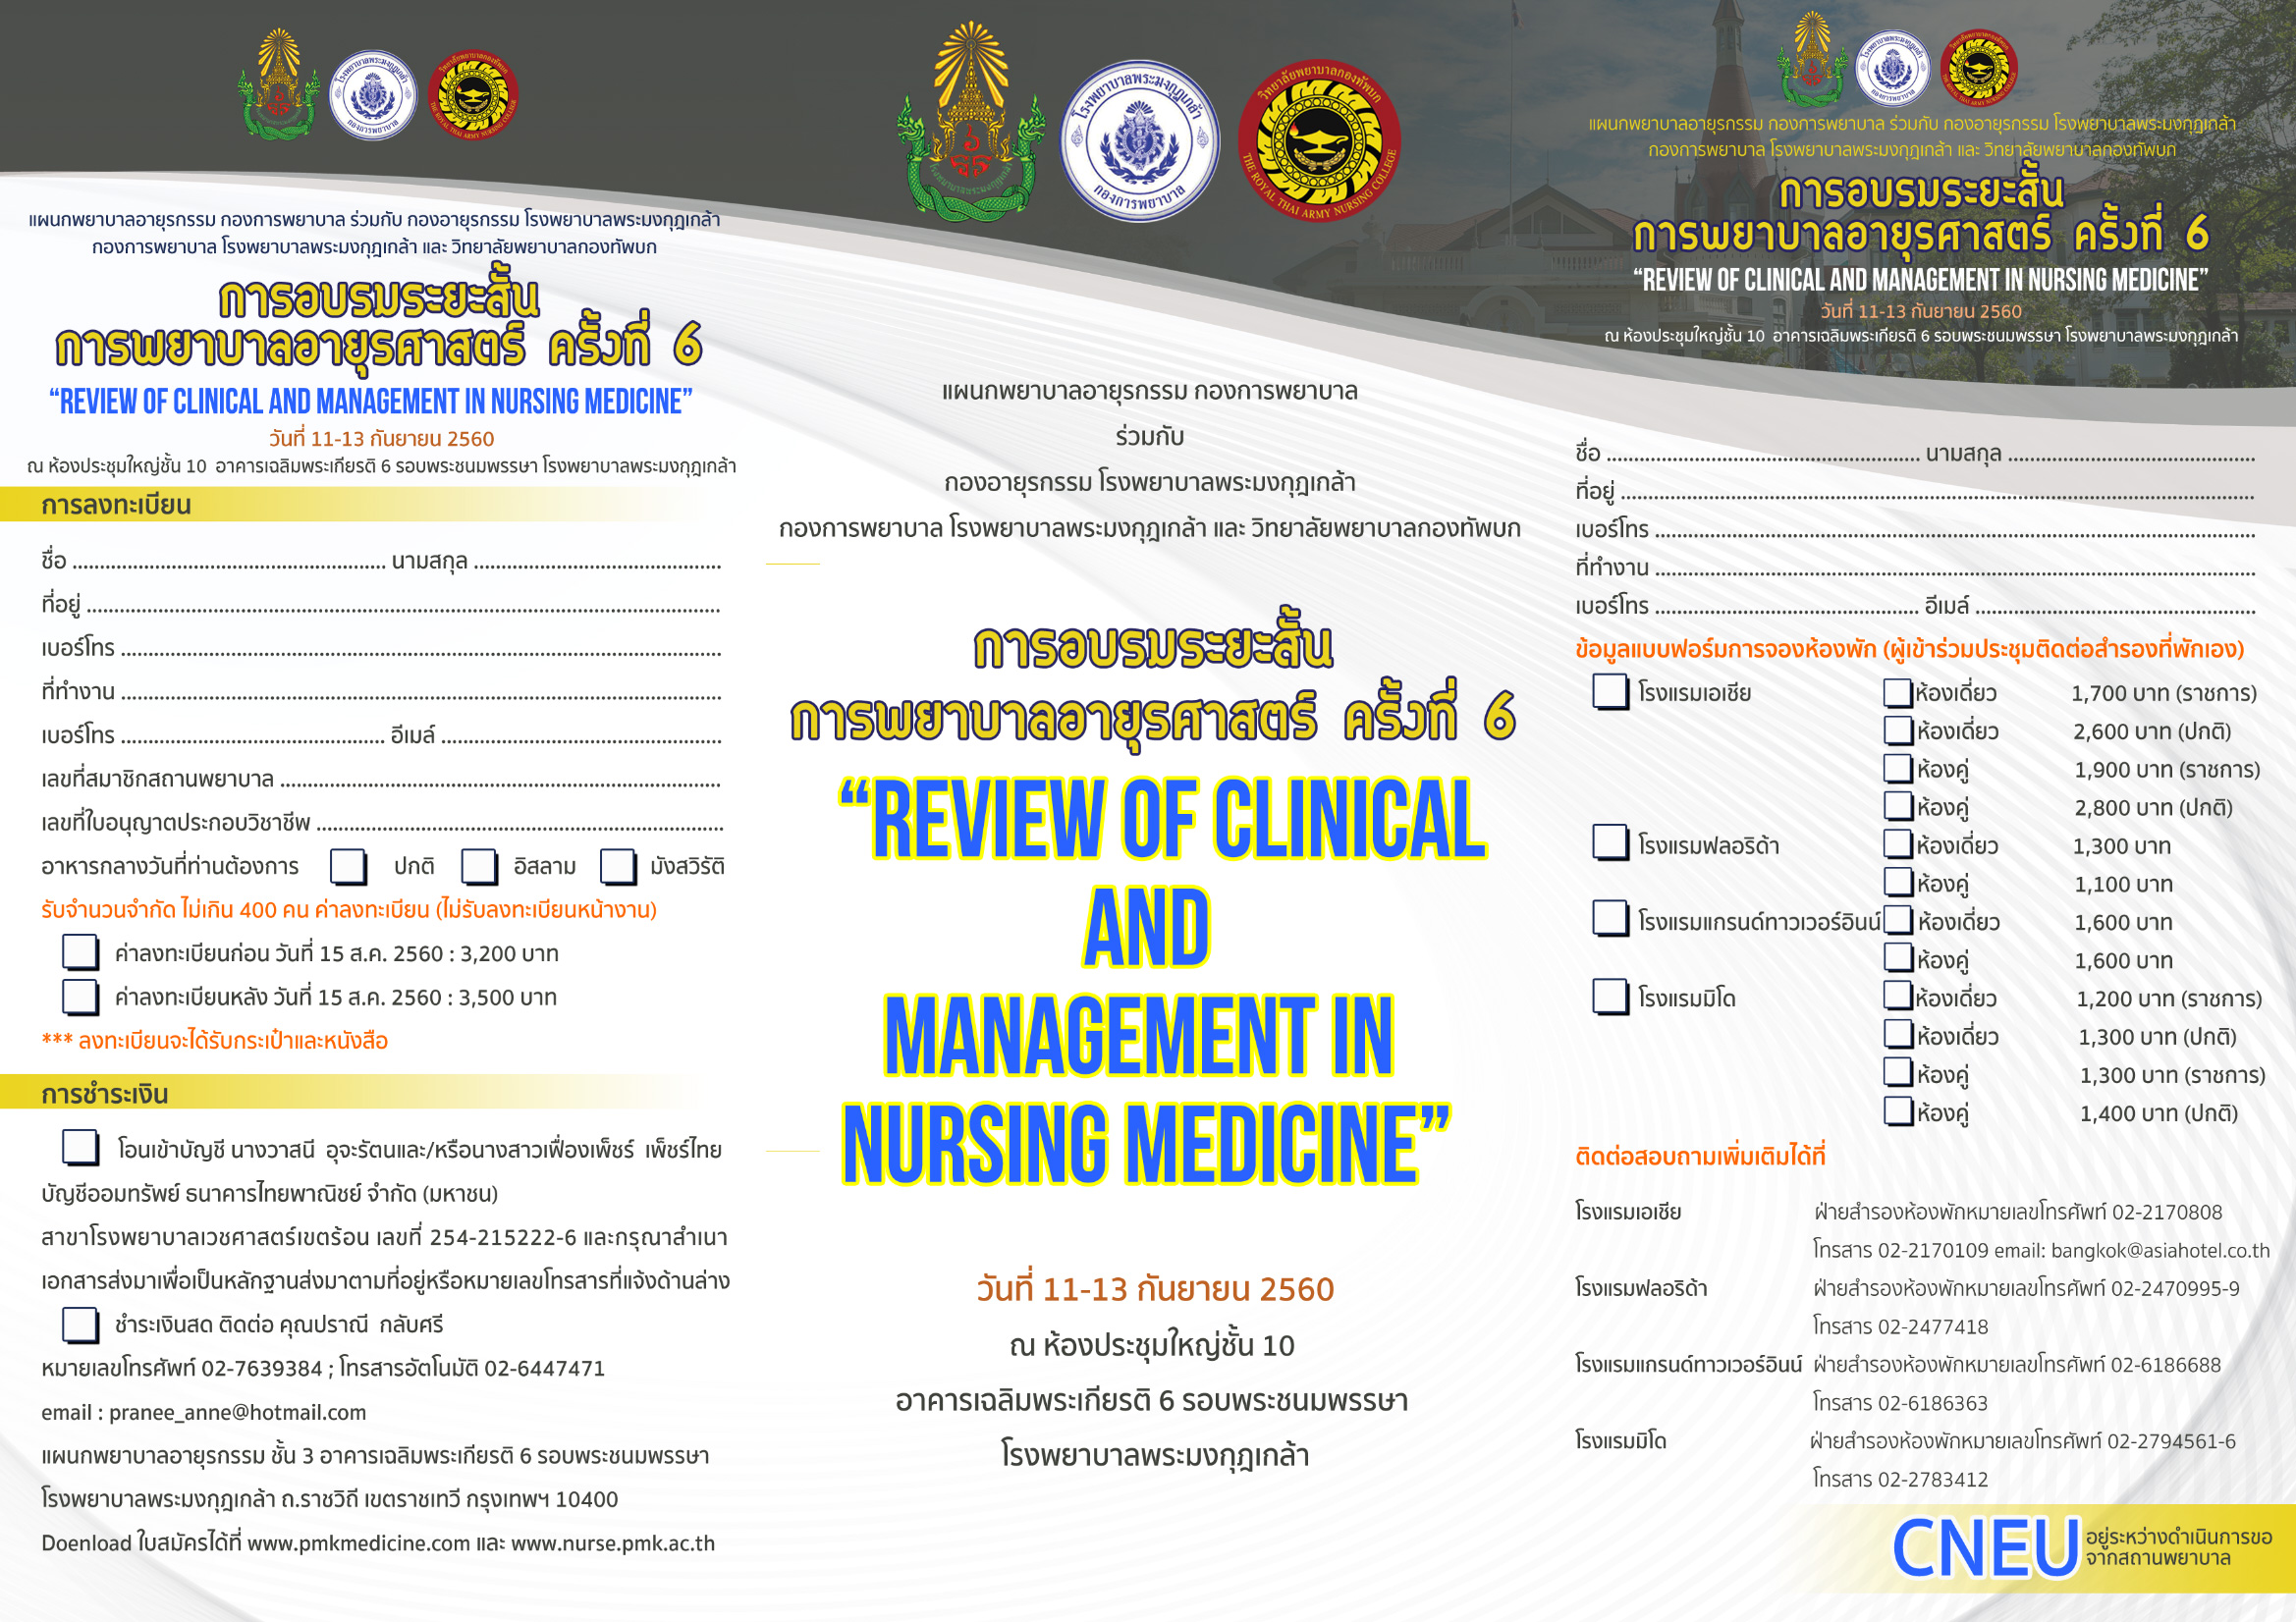 แผนกพยาบาลอายุรกรรม กองการพยาบาล ร่วมกับ กองอายุรกรรม โรงพยาบาลพระมงกุฎเกล้า
กองการพยาบาล โรงพยาบาลพระมงกุฎเกล้า และ วิทยาลัยพยาบาลกองทัพบก
การอบรมระยะสั้น
การพยาบาลอายุรศาสตร์ ครั้งที่ 6
“REVIEW OF CLINICAL AND MANAGEMENT IN NURSING MEDICINE”
วันที่ 11-13 กันยายน 2560
ณ ห้องประชุมใหญ่ชั้น 10 อาคารเฉลิมพระเกียรติ 6 รอบพระชนมพรรษา โรงพยาบาลพระมงกุฎเกล้า
การลงทะเบียน
ชื่อ ........................................................ นามสกุล .............................................
ที่อยู่ ....................................................................................................................
เบอร์โทร .............................................................................................................
ที่ทำงาน .............................................................................................................
เบอร์โทร ................................................ อีเมล์ ...................................................
เลขที่สมาชิกสถานพยาบาล ................................................................................
เลขที่ใบอนุญาตประกอบวิชาชีพ ..........................................................................
อาหารกลางวันที่ท่านต้องการ ปกติ อิสลาม มังสวิรัติ
รับจำนวนจำกัด ไม่เกิน 400 คน ค่าลงทะเบียน (ไม่รับลงทะเบียนหน้างาน)
ค่าลงทะเบียนก่อน วันที่ 15 ส.ค. 2560 : 3,200 บาท
ค่าลงทะเบียนหลัง วันที่ 15 ส.ค. 2560 : 3,500 บาท
*** ลงทะเบียนจะได้รับกระเป๋าและหนังสือ
การชำระเงิน
โอนเข้าบัญชี นางวาสนี อุจะรัตนและ/หรือนางสาวเฟื่องเพ็ชร์ เพ็ชร์ไทย
บัญชีออมทรัพย์ ธนาคารไทยพาณิชย์ จำกัด (มหาชน)
สาขาโรงพยาบาลเวชศาสตร์เขตร้อน เลขที่ 254-215222-6 และกรุณาสำเนา
เอกสารส่งมาเพื่อเป็นหลักฐานส่งมาตามที่อยู่หรือหมายเลขโทรสารที่แจ้งด้านล่าง
ชำระเงินสด ติดต่อ คุณปราณี กลับศรี
หมายเลขโทรศัพท์ 02-7639384 ; โทรสารอัตโนมัติ 02-6447471
email : pranee_anne@hotmail.com
แผนกพยาบาลอายุรกรรม ชั้น 3 อาคารเฉลิมพระเกียรติ 6 รอบพระชนมพรรษา
โรงพยาบาลพระมงกุฎเกล้า ถ.ราชวิถี เขตราชเทวี กรุงเทพฯ 10400
Doenload ใบสมัครได้ที่ www.pmkmedicine.com และ www.nurse.pmk.ac.th
โรงพยาบาลพระมงกุฎเกล้า
กองการพยาบาล
วิทยาลัยพยาบาลกองทัพบก
THE ROYAL THAI ARMY NURSING COLLEGE
แผนกพยาบาลอายุรกรรม กองการพยาบาล
ร่วมกับ
กองอายุรกรรม โรงพยาบาลพระมงกุฎเกล้า
กองการพยาบาล โรงพยาบาลพระมงกุฎเกล้า และ วิทยาลัยพยาบาลกองทัพบก
การอบรมระยะสั้น
การพยาบาลอายุรศาสตร์ ครั้งที่ 6
“REVIEW OF CLINICAL
AND
MANAGEMENT IN
NURSING MEDICINE”
วันที่ 11-13 กันยายน 2560
ณ ห้องประชุมใหญ่ชั้น 10
อาคารเฉลิมพระเกียรติ 6 รอบพระชนมพรรษา
โรงพยาบาลพระมงกุฎเกล้า
แผนกพยาบาลอายุรกรรม กองการพยาบาล ร่วมกับ กองอายุรกรรม โรงพยาบาลพระมงกุฎเกล้า
กองการพยาบาล โรงพยาบาลพระมงกุฎเกล้า และ วิทยาลัยพยาบาลกองทัพบก
การอบรมระยะสั้น
การพยาบาลอายุรศาสตร์ ครั้งที่ 6
“REVIEW OF CLINICAL AND MANAGEMENT IN NURSING MEDICINE”
วันที่ 11-13 กันยายน 2560
ณ ห้องประชุมใหญ่ชั้น 10 อาคารเฉลิมพระเกียรติ 6 รอบพระชนมพรรษา โรงพยาบาลพระมงกุฎเกล้า
ชื่อ ........................................................ นามสกุล .............................................
ที่อยู่ ....................................................................................................................
เบอร์โทร .............................................................................................................
ที่ทำงาน .............................................................................................................
เบอร์โทร ................................................ อีเมล์ ...................................................
ข้อมูลแบบฟอร์มการจองห้องพัก (ผู้เข้าร่วมประชุมติดต่อสำรองที่พักเอง)
โรงแรมเอเชีย ห้องเดี่ยว 1,700 บาท (ราชการ)
ห้องเดี่ยว 2,600 บาท (ปกติ)
ห้องคู่ 1,900 บาท (ราชการ)
ห้องคู่ 2,800 บาท (ปกติ)
โรงแรมฟลอริด้า ห้องเดี่ยว 1,300 บาท
ห้องคู่ 1,100 บาท
โรงแรมแกรนด์ทาวเวอร์อินน์ ห้องเดี่ยว 1,600 บาท
ห้องคู่ 1,600 บาท
โรงแรมมิโด ห้องเดี่ยว 1,200 บาท (ราชการ)
ห้องเดี่ยว 1,300 บาท (ปกติ)
ห้องคู่ 1,300 บาท (ราชการ)
ห้องคู่ 1,400 บาท (ปกติ)
ติดต่อสอบถามเพิ่มเติมได้ที่
โรงแรมเอเชีย ฝ่ายสำรองห้องพักหมายเลขโทรศัพท์ 02-2170808
โทรสาร 02-2170109 email: bangkok@asiahotel.co.th
โรงแรมฟลอริด้า ฝ่ายสำรองห้องพักหมายเลขโทรศัพท์ 02-2470995-9
โทรสาร 02-2477418
โรงแรมแกรนด์ทาวเวอร์อินน์ ฝ่ายสำรองห้องพักหมายเลขโทรศัพท์ 02-6186688
โทรสาร 02-6186363
โรงแรมมิโด ฝ่ายสำรองห้องพักหมายเลขโทรศัพท์ 02-2794561-6
โทรสาร 02-2783412
CNEU อยู่ระหว่างดำเนินการขอ
จากสถานพยาบาล